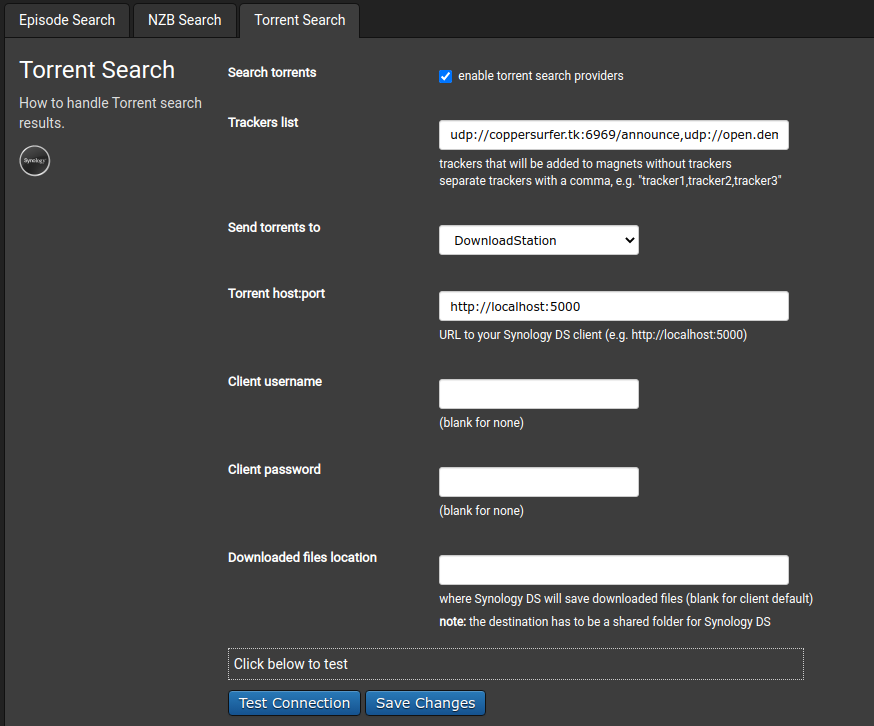 Episode Search
NZB Search
Torrent Search
Torrent Search
How to handle Torrent search
results.
Synology
Search torrents
enable torrent search providers
Trackers list
udp://coppersurfer.tk:6969/announce,udp://open.den
trackers that will be added to magnets without trackers
separate trackers with a comma, e.g. "tracker1,tracker2,tracker3"
Send torrents to
DownloadStation
Torrent host:port
http://localhost:5000
URL to your Synology DS client (e.g. http://localhost:5000)
Client username
(blank for none)
Client password
(blank for none)
Downloaded files location
where Synology DS will save downloaded files (blank for client default)
note: the destination has to be a shared folder for Synology DS
Click below to test
Test Connection
Save Changes